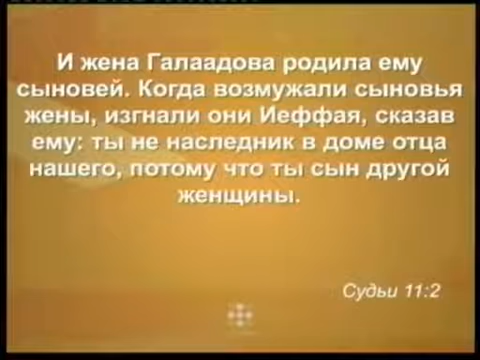 И жена Галаадова родила ему
сыновей. Когда возмужали сыновья
жены, изгнали они Иеффая, сказав
ему: ты не наследник в доме отца
нашего, потому что ты сын другой
женщины.
Судьи 11:2